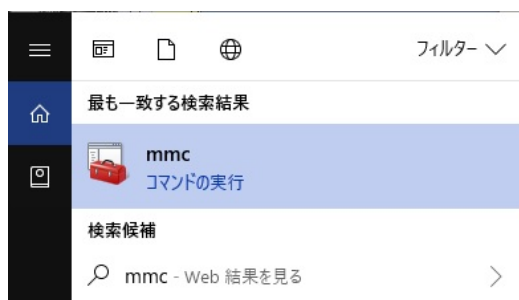 フィルター
最も一致する検索結果
mmc
コマンドの実行
検索候補
mmc - Web 結果を見る